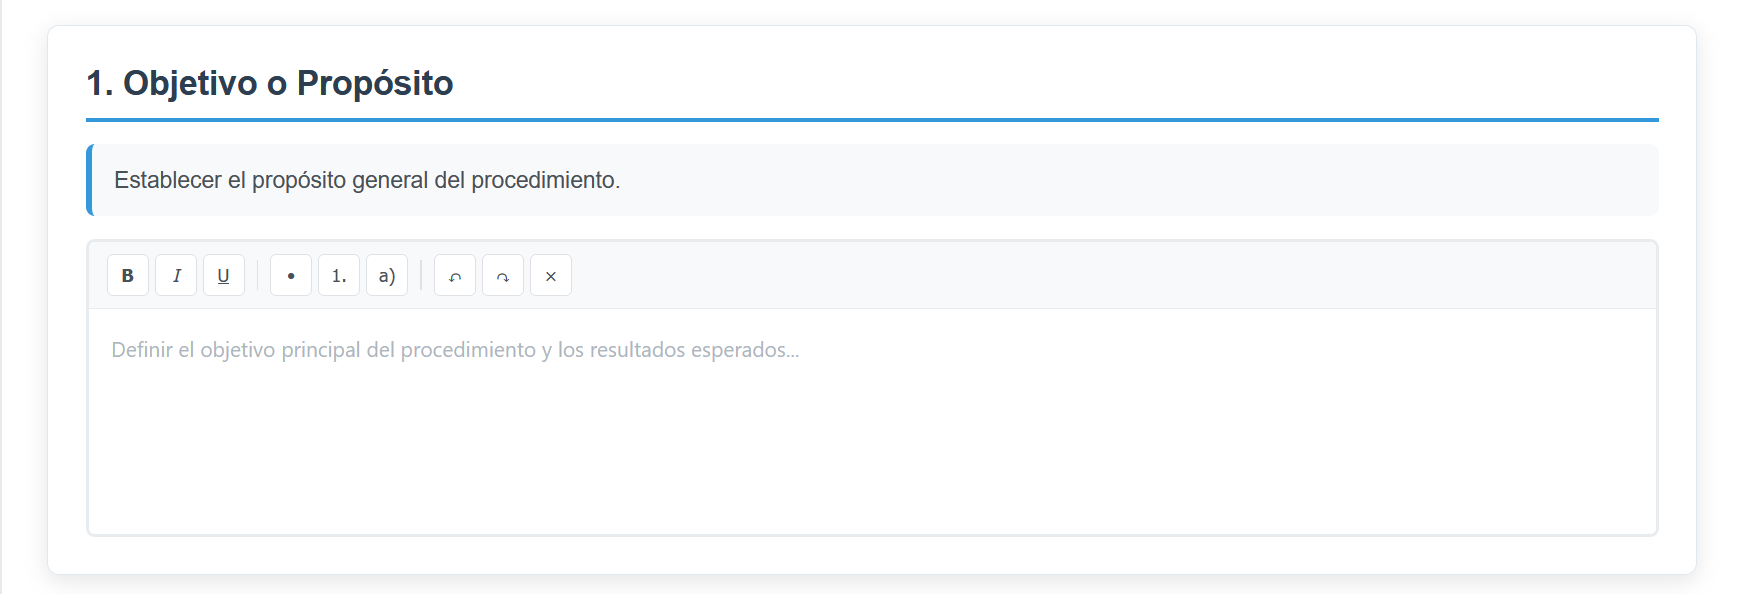 1. Objetivo o Propósito
Establecer el propósito general del procedimiento.
B I U • 1. a) ↶ ↷ ×
Definir el objetivo principal del procedimiento y los resultados esperados...